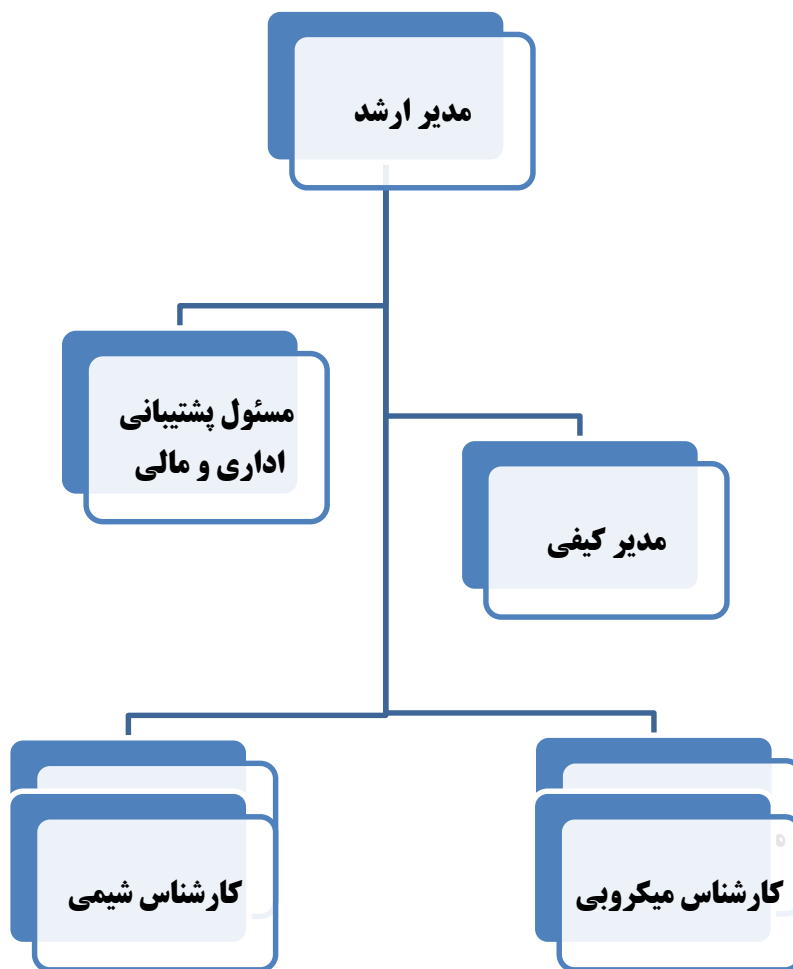 مدیر ارشد
مسئول پشتیبانی
اداری و مالی
مدیر کیفی
کارشناس میکروبی
کارشناس شیمی